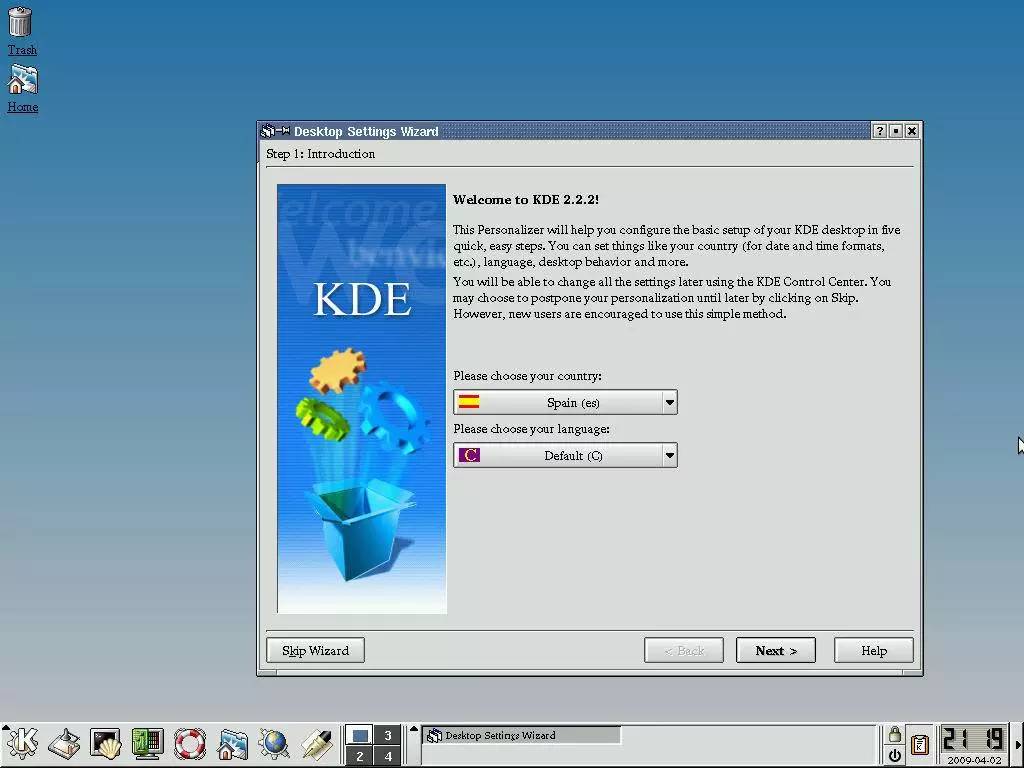 Trash
Home
Desktop Settings Wizard
Step 1: Introduction
Welcome
KDE
Welcome to KDE 2.2.2!
This Personalizer will help you configure the basic setup of your KDE desktop in five
quick, easy steps. You can set things like your country (for date and time formats,
etc.), language, desktop behavior and more.
You will be able to change all the settings later using the KDE Control Center. You
may choose to postpone your personalization until later by clicking on Skip.
However, new users are encouraged to use this simple method.
Please choose your country:
Spain (es)
Please choose your language:
C Default (C)
Skip Wizard
< Back
Next >
Help
3
2 4
Desktop Settings Wizard
21 19
2009-04-02